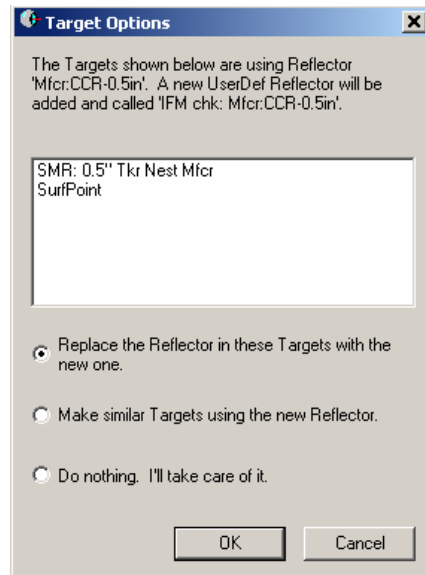 Target Options
The Targets shown below are using Reflector
'Mfcr:CCR-0.5in'. A new UserDef Reflector will be
added and called 'IFM chk: Mfcr:CCR-0.5in'.
SMR: 0.5" Tkr Nest Mfcr
SurfPoint
Replace the Reflector in these Targets with the
new one.
Make similar Targets using the new Reflector.
Do nothing. I'll take care of it.
OK
Cancel